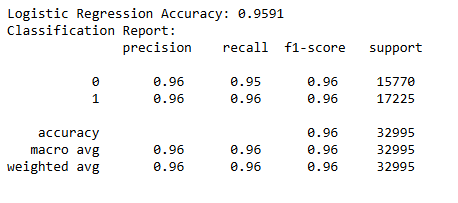 Logistic Regression Accuracy: 0.9591
Classification Report:
precision recall f1-score support
0 0.96 0.95 0.96 15770
1 0.96 0.96 0.96 17225
accuracy 0.96 32995
macro avg 0.96 0.96 0.96 32995
weighted avg 0.96 0.96 0.96 32995